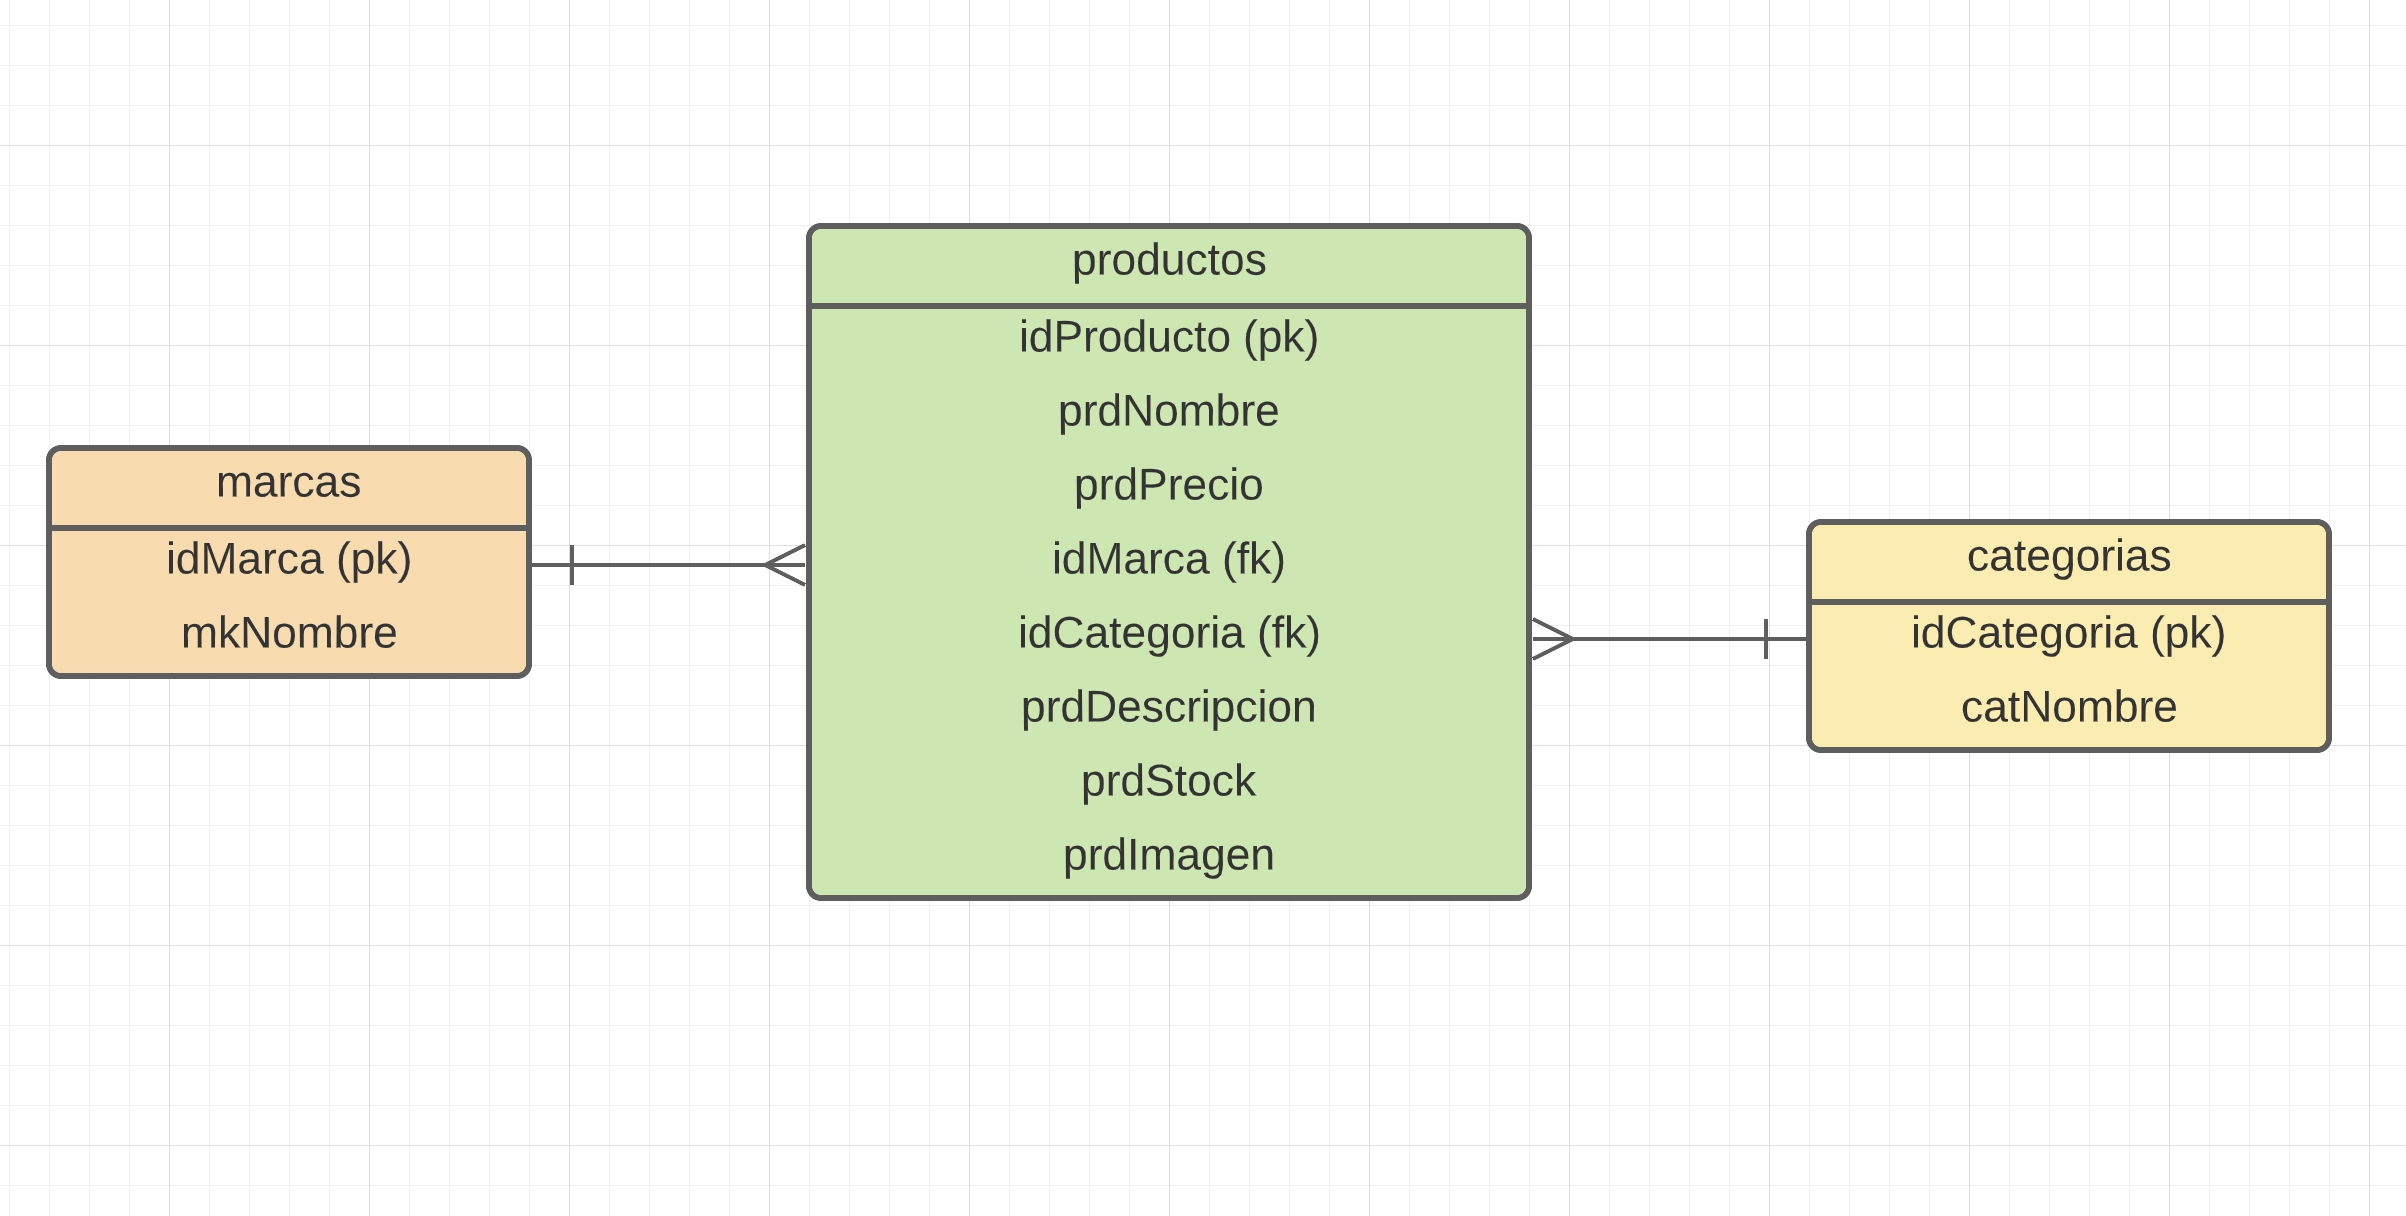 marcas
idMarca (pk)
mkNombre
productos
idProducto (pk)
prdNombre
prdPrecio
idMarca (fk)
idCategoria (fk)
prdDescripcion
prdStock
prdImagen
categorias
idCategoria (pk)
catNombre